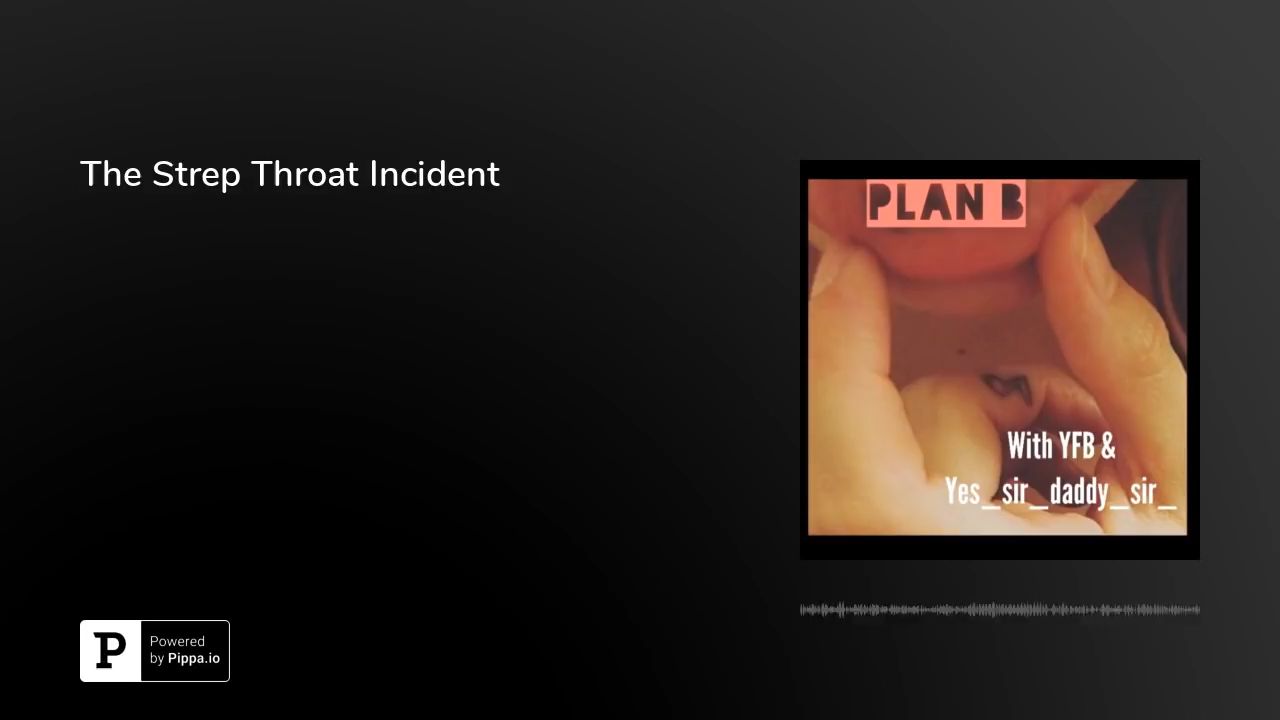 The Strep Throat Incident
PLAN B
With YFB &
Yes_sir_daddy_sir_
P
Powered
by Pippa.io